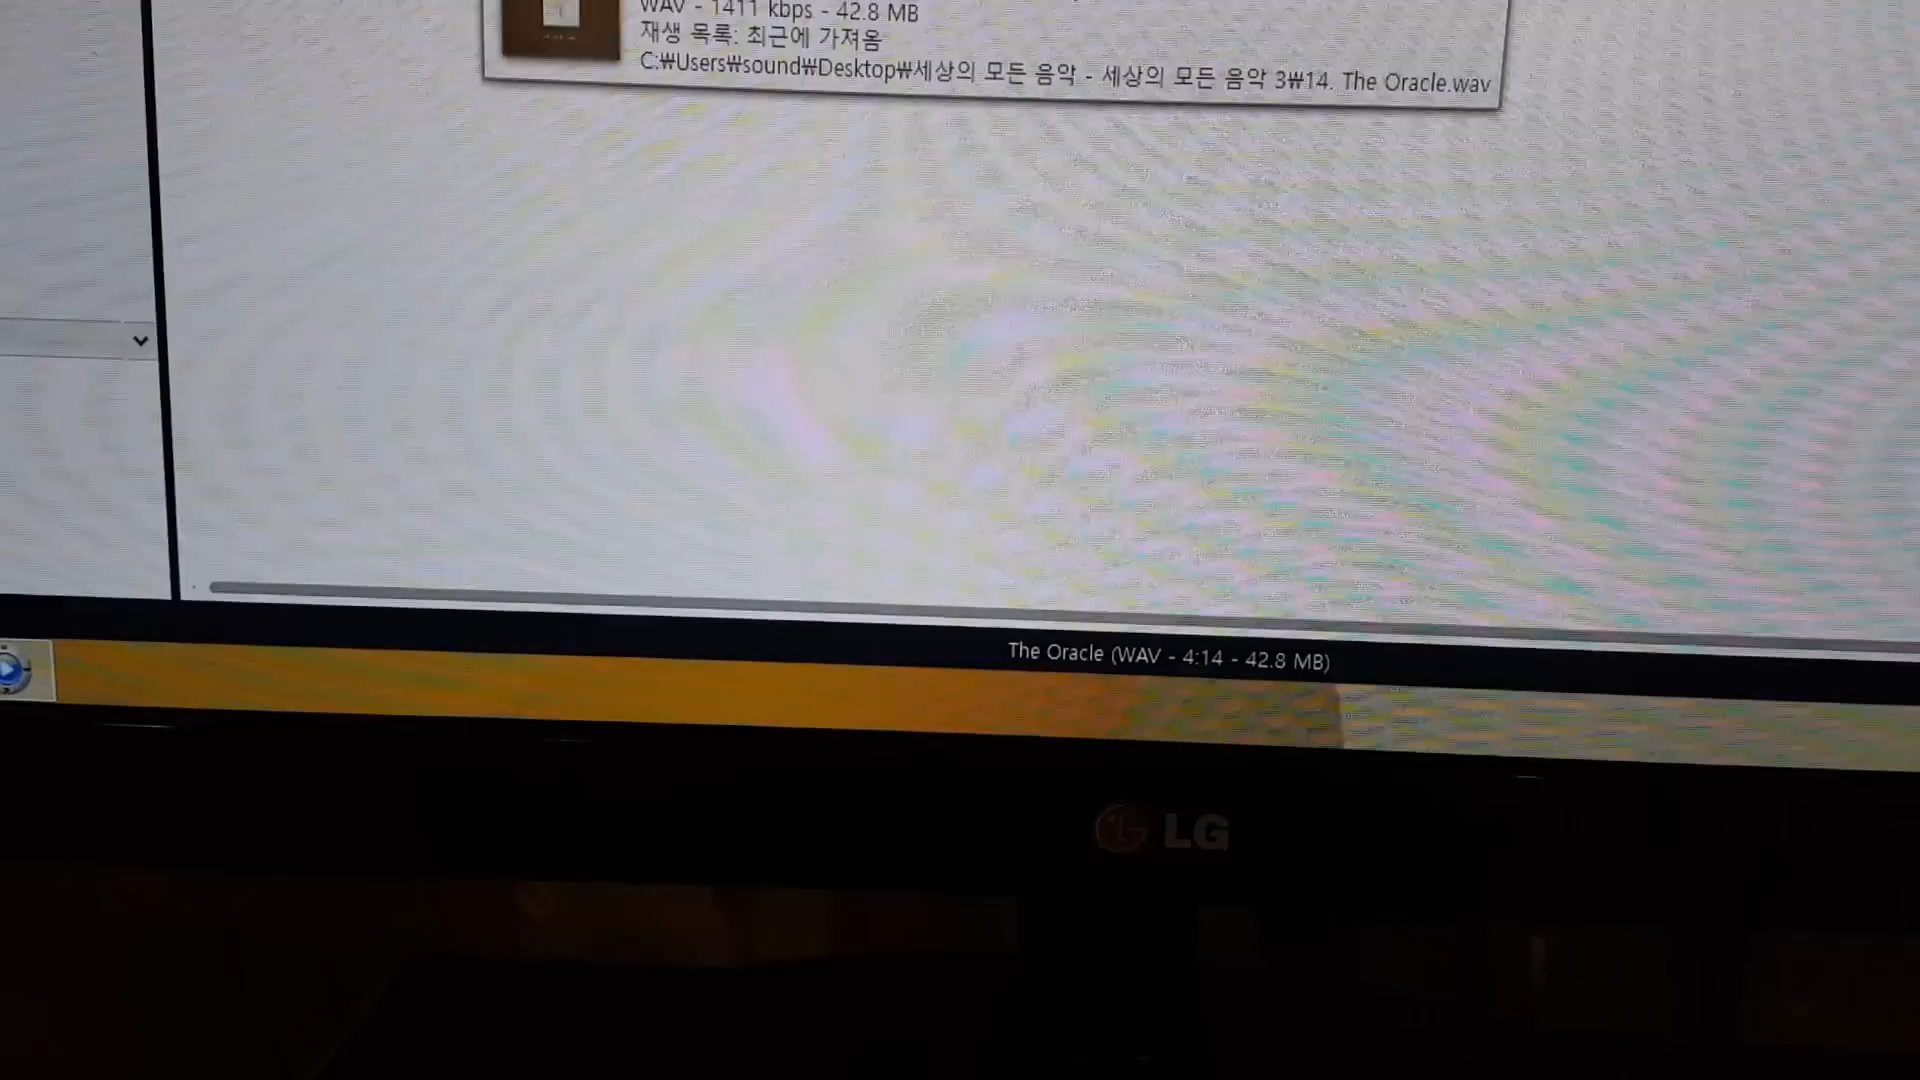 WAV - 1411 kbps - 42.8 MB
재생 목록: 최근에 가져옴
C:₩Users₩sound₩Desktop₩세상의 모든 음악 - 세상의 모든 음악 3₩14. The Oracle.wav
The Oracle (WAV - 4:14 - 42.8 MB)
LG